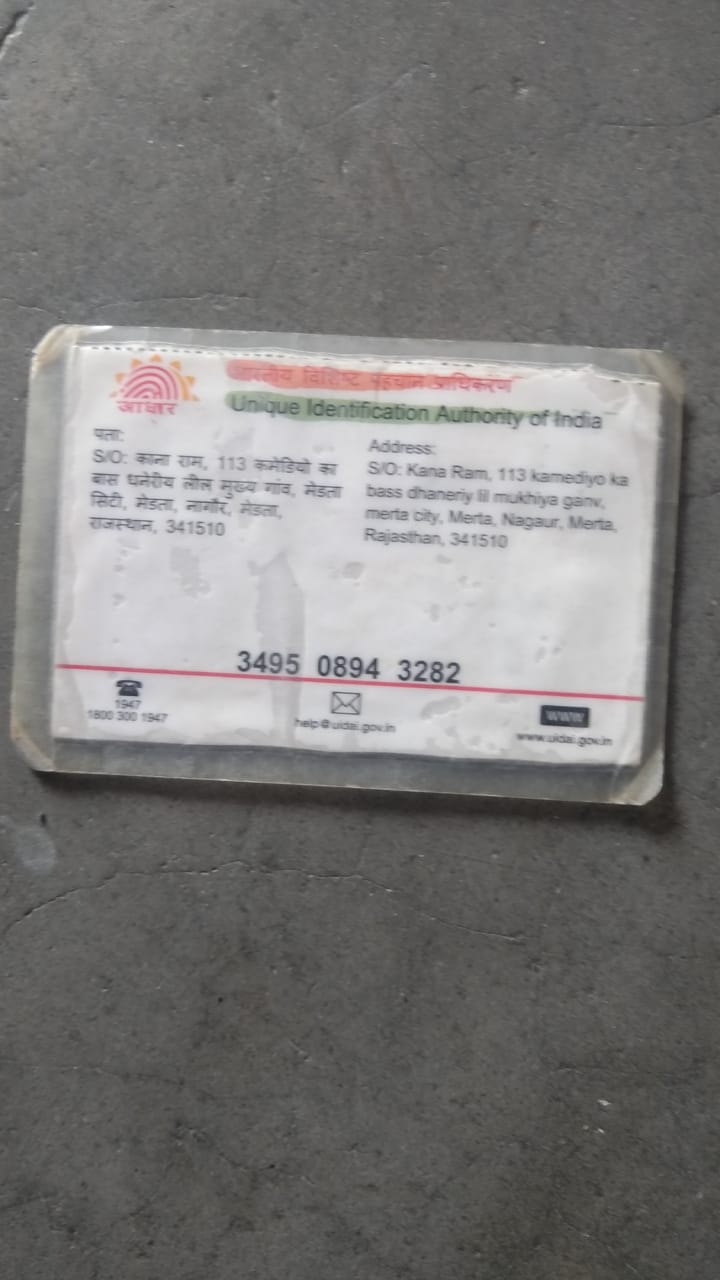 आधार
भारतीय विशिष्ट पहचान प्राधिकरण
Unique Identification Authority of India
पता:
S/O: काना राम, 113 कमेडियो का
बास धनेरीय लील मुख्य गांव, मेडता
सिटी, मेडता, नागौर, मेडता,
राजस्थान, 341510
Address:
S/O: Kana Ram, 113 kamediyo ka
bass dhaneriy lil mukhiya ganv,
merta city, Merta, Nagaur, Merta,
Rajasthan, 341510
3495 0894 3282
1947
1800 300 1947
help@uidai.gov.in
www
www.uidai.gov.in